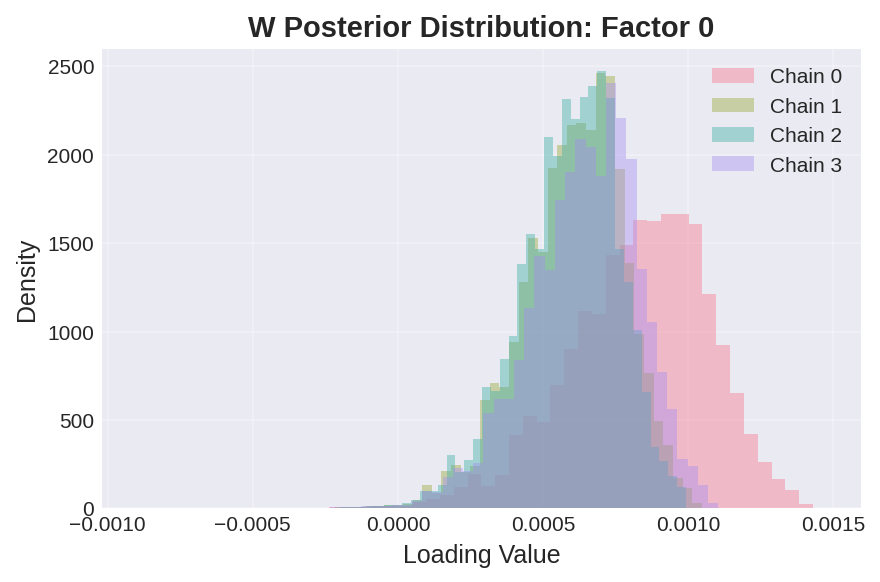 W Posterior Distribution: Factor 0
Chain 0
Chain 1
Chain 2
Chain 3
Density
2500
2000
1500
1000
500
0
−0.0010 −0.0005 0.0000 0.0005 0.0010 0.0015
Loading Value